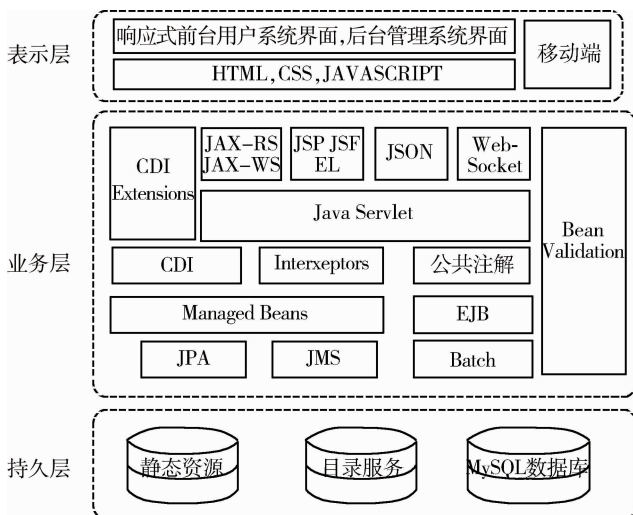 表示层
响应式前台用户系统界面,后台管理系统界面
HTML,CSS,JAVASCRIPT
移动端
业务层
CDI
Extensions
JAX-RS
JAX-WS
JSP JSF
EL
JSON
Web-
Socket
Java Servlet
Bean
Validation
CDI
Interxeptors
公共注解
Managed Beans
EJB
JPA
JMS
Batch
持久层
静态资源
目录服务
MySQL数据库